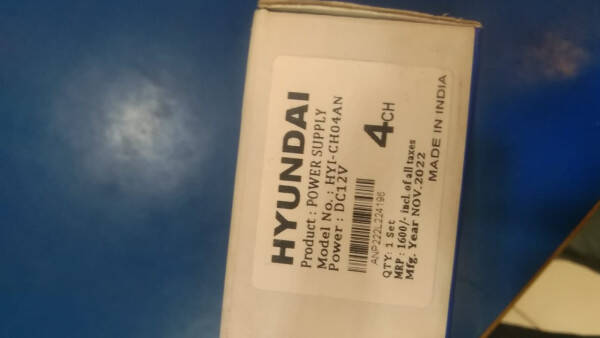 HYUNDAI
Product : POWER SUPPLY
Model No. : HYI-CH04AN
Power : DC12V
4CH
ANP222L224196
QTY: 1 Set
MRP : 1600/- incl. of all taxes
Mfg. Year NOV.2022
MADE IN INDIA